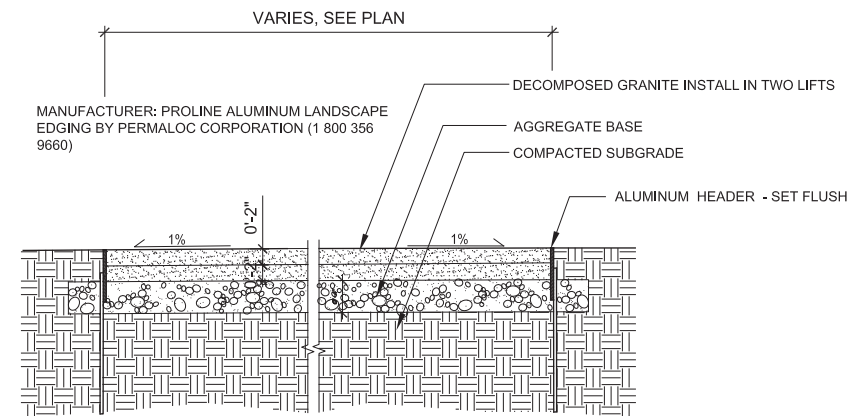 VARIES, SEE PLAN
DECOMPOSED GRANITE INSTALL IN TWO LIFTS
MANUFACTURER: PROLINE ALUMINUM LANDSCAPE
EDGING BY PERMALOC CORPORATION (1 800 356
9660)
AGGREGATE BASE
COMPACTED SUBGRADE
ALUMINUM HEADER - SET FLUSH
0'-2"
1%
1%